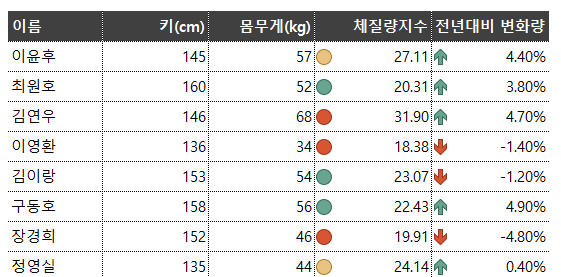 이름 키(cm) 몸무게(kg) 체질량지수 전년대비 변화량
이윤후 145 57 27.11 4.40%
최원호 160 52 20.31 3.80%
김연우 146 68 31.90 4.70%
이영환 136 34 18.38 -1.40%
김이랑 153 54 23.07 -1.20%
구동호 158 56 22.43 4.90%
장경희 152 46 19.91 -4.80%
정영실 135 44 24.14 0.40%